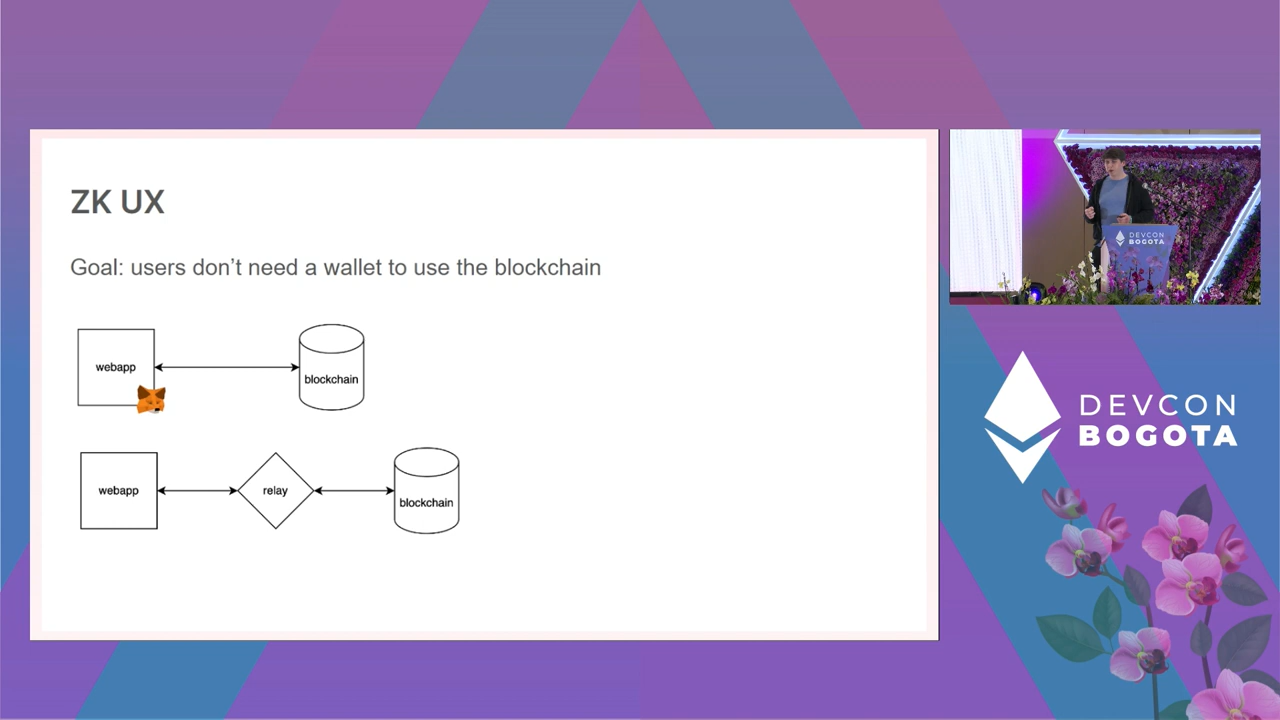 ZK UX
Goal: users don't need a wallet to use the blockchain
webapp
blockchain
webapp
relay
blockchain
DEVCON
BOGOTA
DEVCON
BOGOTA